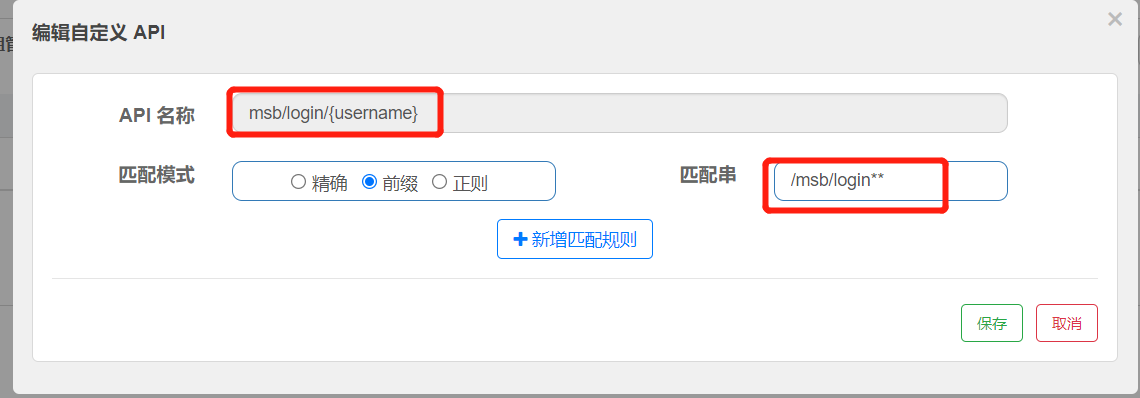 编辑自定义 API
×
API 名称 msb/login/{username}
匹配模式 精确 前缀 正则 匹配串 /msb/login**
+ 新增匹配规则
保存 取消